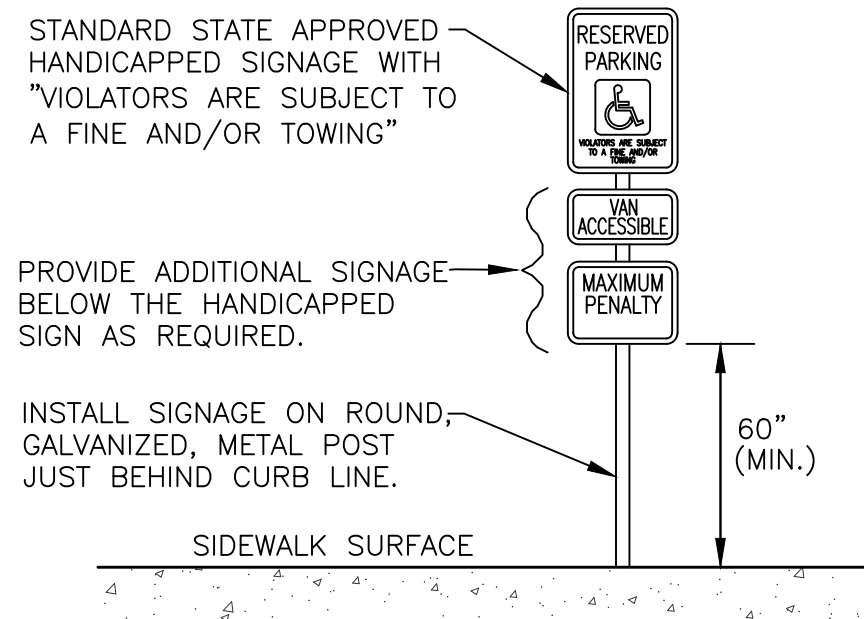 STANDARD STATE APPROVED
HANDICAPPED SIGNAGE WITH
"VIOLATORS ARE SUBJECT TO
A FINE AND/OR TOWING"
RESERVED
PARKING
VIOLATORS ARE SUBJECT
TO A FINE AND/OR
TOWING
VAN
ACCESSIBLE
PROVIDE ADDITIONAL SIGNAGE
BELOW THE HANDICAPPED
SIGN AS REQUIRED.
MAXIMUM
PENALTY
INSTALL SIGNAGE ON ROUND,
GALVANIZED, METAL POST
JUST BEHIND CURB LINE.
60"
(MIN.)
SIDEWALK SURFACE